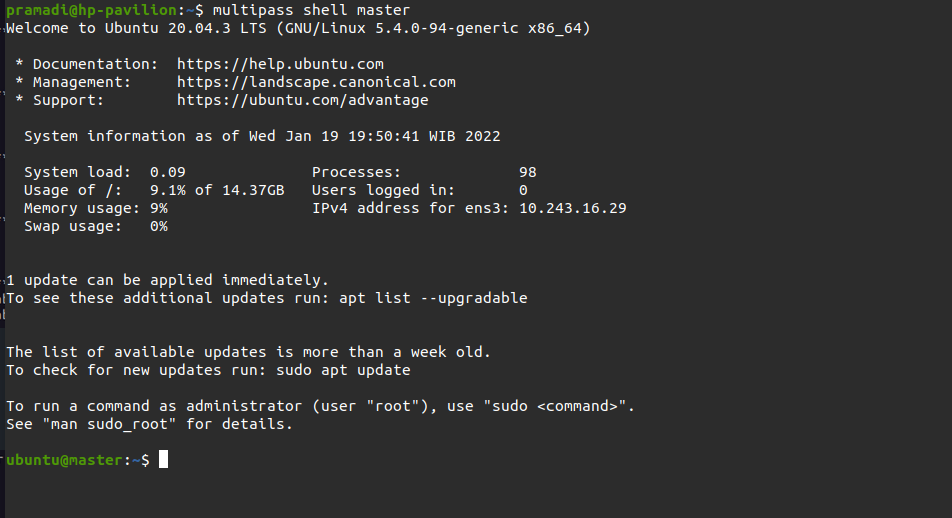 pramadi@hp-pavilion:~$ multipass shell master
Welcome to Ubuntu 20.04.3 LTS (GNU/Linux 5.4.0-94-generic x86_64)

 * Documentation:  https://help.ubuntu.com
 * Management:     https://landscape.canonical.com
 * Support:        https://ubuntu.com/advantage

  System information as of Wed Jan 19 19:50:41 WIB 2022

  System load:  0.09              Processes:             98
  Usage of /:   9.1% of 14.37GB   Users logged in:       0
  Memory usage: 9%                IPv4 address for ens3: 10.243.16.29
  Swap usage:   0%

1 update can be applied immediately.
To see these additional updates run: apt list --upgradable

The list of available updates is more than a week old.
To check for new updates run: sudo apt update

To run a command as administrator (user "root"), use "sudo <command>".
See "man sudo_root" for details.

ubuntu@master:~$